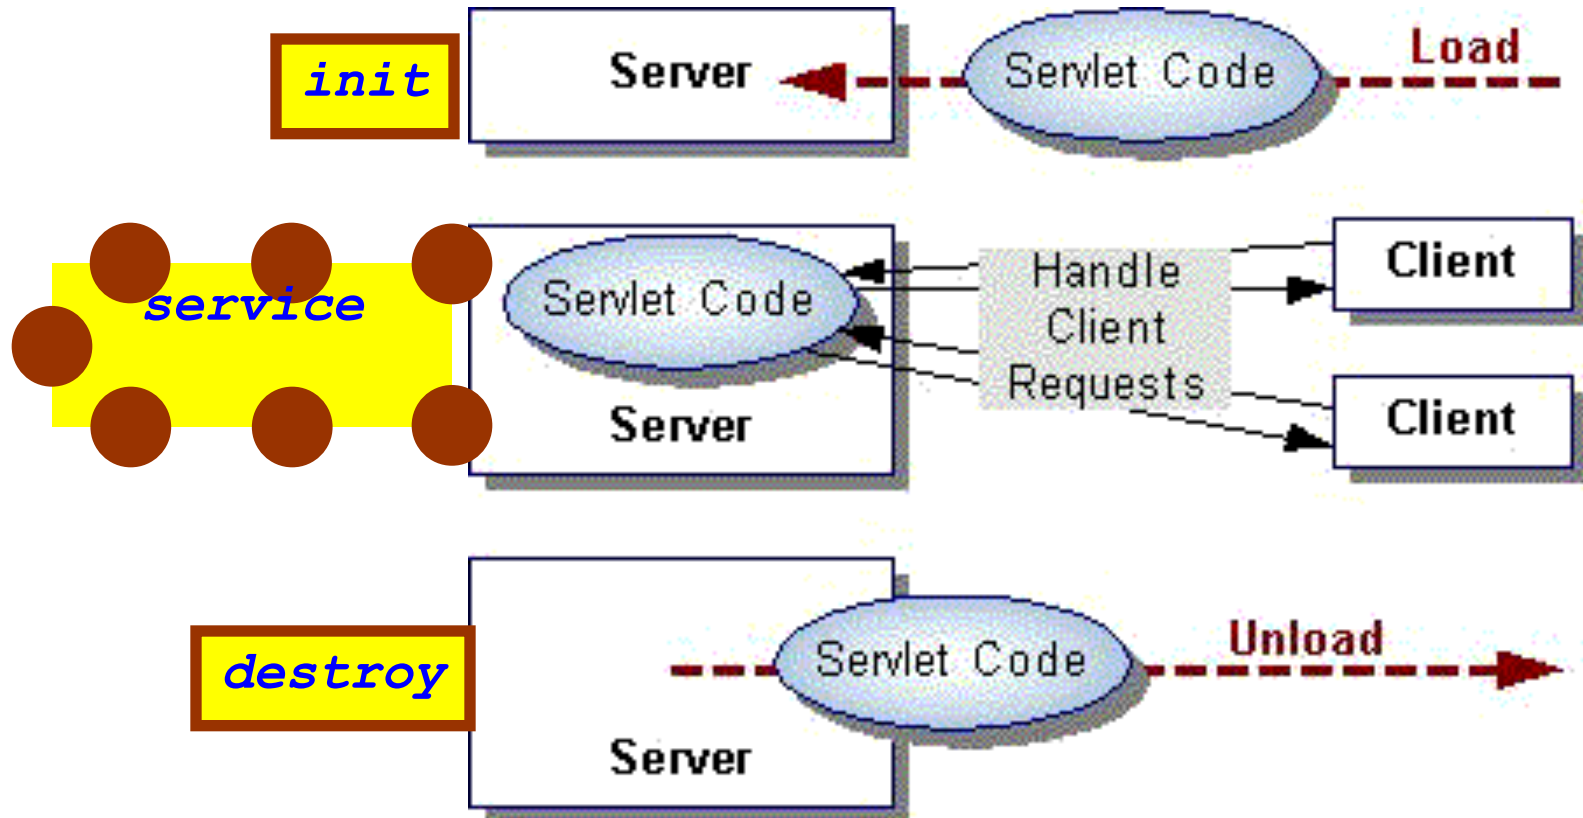 init
Server
Servlet Code
Load
service
Servlet Code
Server
Handle
Client
Requests
Client
Client
destroy
Servlet Code
Unload
Server